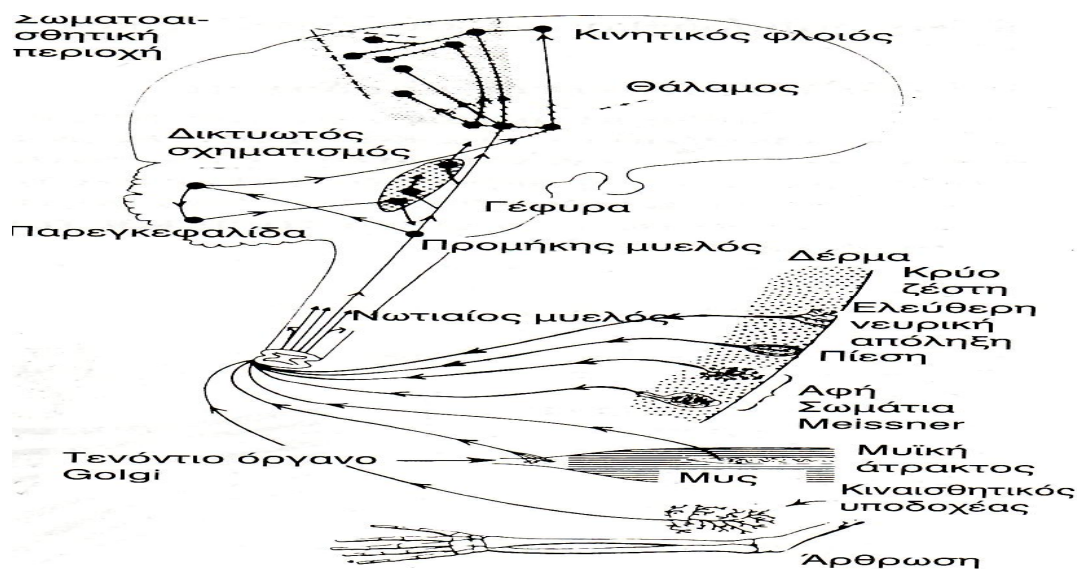 Σωματοαι-
σθητική
περιοχή
Κινητικός φλοιός
Θάλαμος
Δικτυωτός
σχηματισμός
Γέφυρα
Παρεγκεφαλίδα
Προμήκης μυελός
Δέρμα
Κρύο
ζέστη
Νωτιαίος μυελός
Ελεύθερη
νευρική
απόληξη
Πίεση
Αφή
Σωμάτια
Meissner
Τενόντιο όργανο
Golgi
Μυϊκή
άτρακτος
Μυς
Κιναισθητικός
υποδοχέας
Άρθρωση